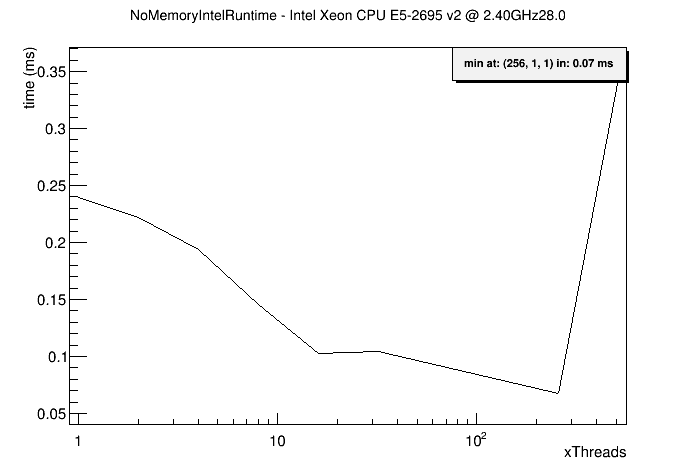 NoMemoryIntelRuntime - Intel Xeon CPU E5-2695 v2 @ 2.40GHz28.0
time (ms)
min at: (256, 1, 1) in: 0.07 ms
0.35
0.3
0.25
0.2
0.15
0.1
0.05
1 10 10²
xThreads